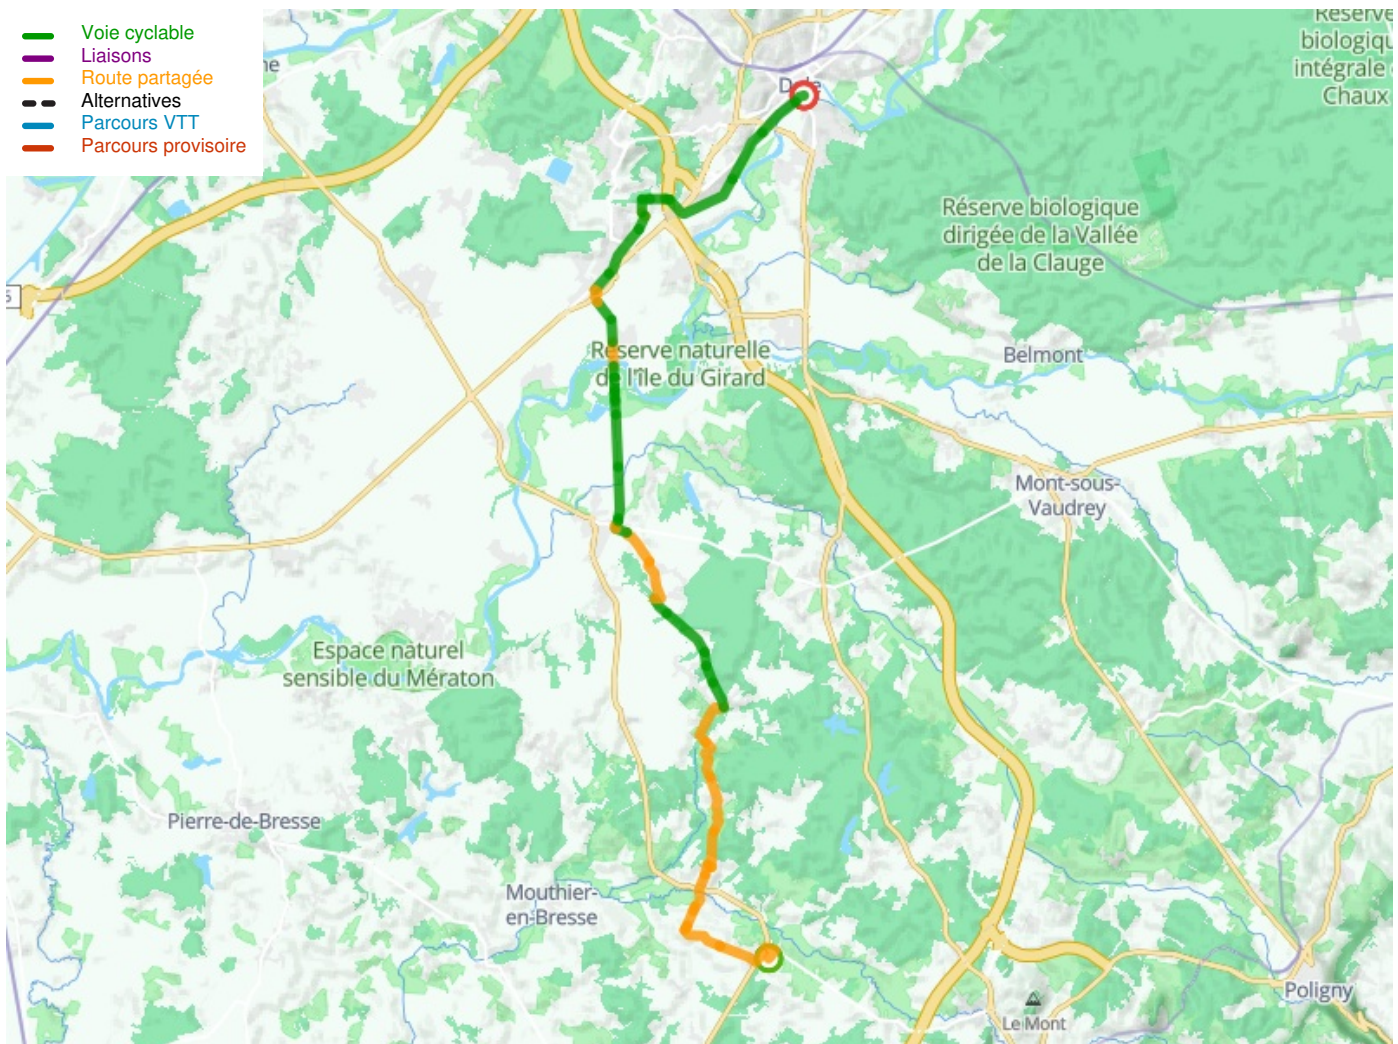 Voie cyclable
Liaisons
Route partagée
Alternatives
Parcours VTT
Parcours provisoire
biologiqu
intégrale
Chaux
Réserve biologique
dirigée de la Vallée
de la Clauge
Réserve naturelle
de l'île du Girard
Belmont
Mont-sous-
Vaudrey
Espace naturel
sensible du Mératon
Pierre-de-Bresse
Mouthier-
en-Bresse
Poligny
Le Mont